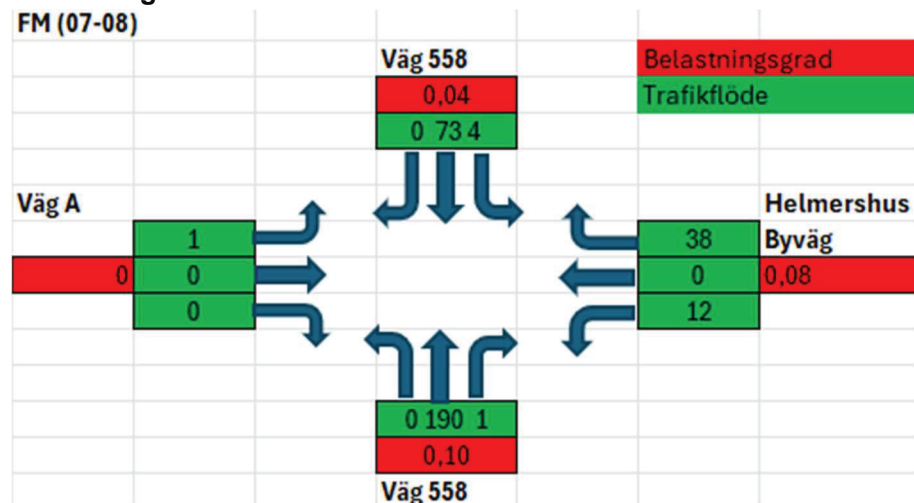 FM (07-08)
Väg 558
Belastningsgrad
0,04
Trafikflöde
0 73 4
Väg A
Helmershus
1
38
Byväg
0
0
0
0,08
0
12
0 190 1
0,10
Väg 558